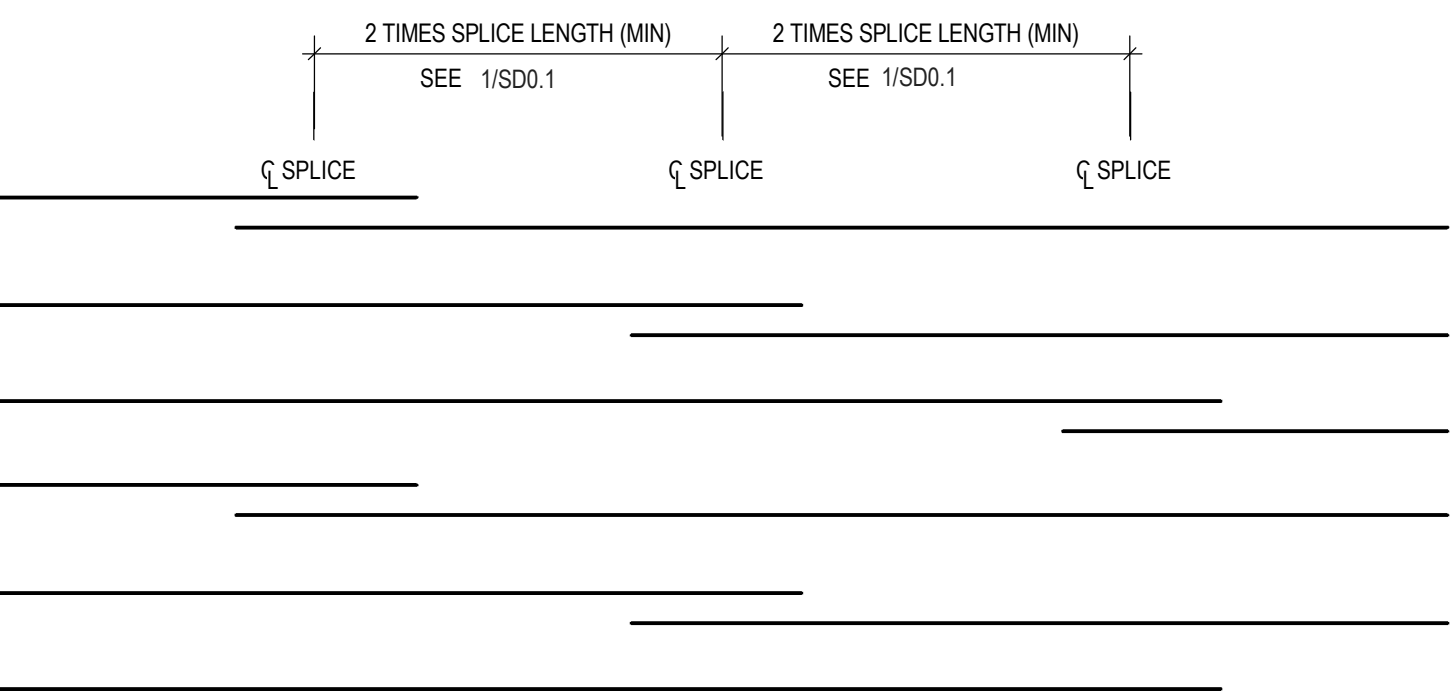 2 TIMES SPLICE LENGTH (MIN) 2 TIMES SPLICE LENGTH (MIN)
SEE 1/SD0.1 SEE 1/SD0.1
℄ SPLICE ℄ SPLICE ℄ SPLICE